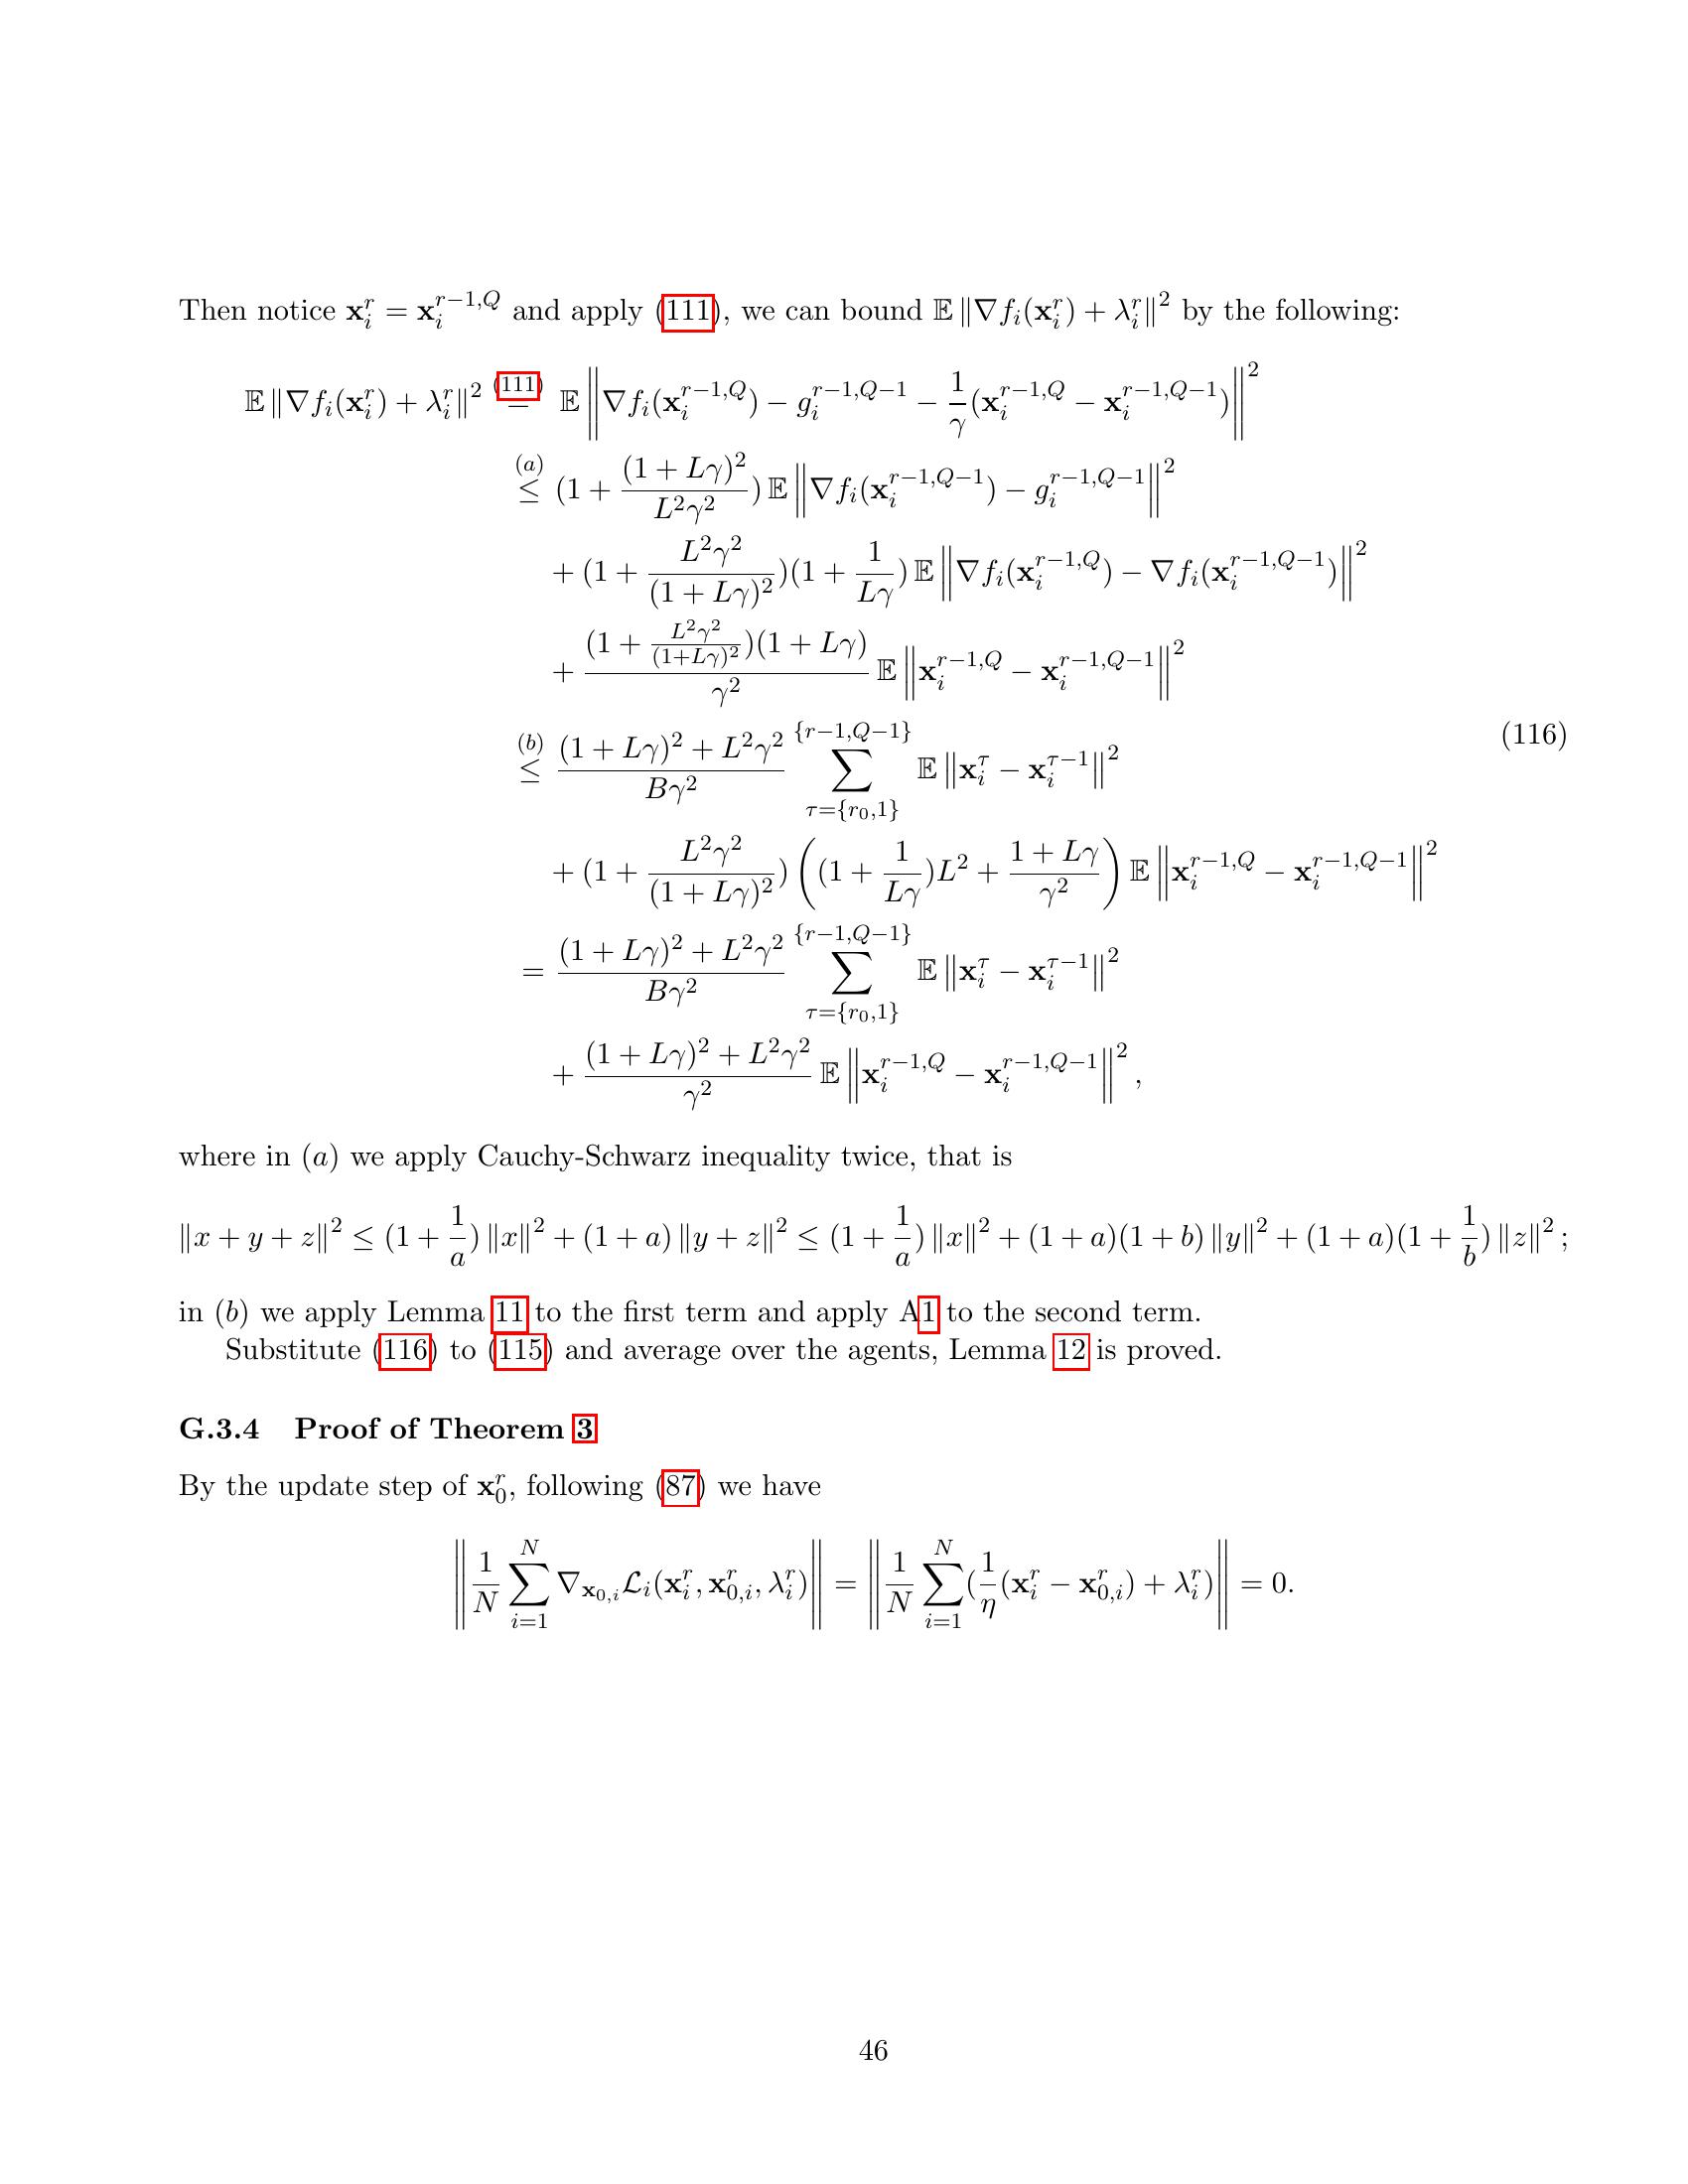 Then notice $\mathbf{x}_i^r = \mathbf{x}_i^{r-1,Q}$ and apply (111), we can bound $\mathbb{E}\left\|\nabla f_i(\mathbf{x}_i^r) + \lambda_i^r\right\|^2$ by the following:
$\mathbb{E}\left\|\nabla f_i(\mathbf{x}_i^r) + \lambda_i^r\right\|^2 \overset{(111)}{=} \mathbb{E}\left\|\nabla f_i(\mathbf{x}_i^{r-1,Q}) - g_i^{r-1,Q-1} - \frac{1}{\gamma}(\mathbf{x}_i^{r-1,Q} - \mathbf{x}_i^{r-1,Q-1})\right\|^2$
$\overset{(a)}{\leq} (1 + \frac{(1+L\gamma)^2}{L^2\gamma^2})\,\mathbb{E}\left\|\nabla f_i(\mathbf{x}_i^{r-1,Q-1}) - g_i^{r-1,Q-1}\right\|^2$
$+ (1 + \frac{L^2\gamma^2}{(1+L\gamma)^2})(1 + \frac{1}{L\gamma})\,\mathbb{E}\left\|\nabla f_i(\mathbf{x}_i^{r-1,Q}) - \nabla f_i(\mathbf{x}_i^{r-1,Q-1})\right\|^2$
$+ \frac{(1 + \frac{L^2\gamma^2}{(1+L\gamma)^2})(1+L\gamma)}{\gamma^2}\,\mathbb{E}\left\|\mathbf{x}_i^{r-1,Q} - \mathbf{x}_i^{r-1,Q-1}\right\|^2$
$\overset{(b)}{\leq} \frac{(1+L\gamma)^2 + L^2\gamma^2}{B\gamma^2} \sum_{\tau=\{r_0,1\}}^{\{r-1,Q-1\}} \mathbb{E}\left\|\mathbf{x}_i^\tau - \mathbf{x}_i^{\tau-1}\right\|^2$ (116)
$+ (1 + \frac{L^2\gamma^2}{(1+L\gamma)^2})\left((1 + \frac{1}{L\gamma})L^2 + \frac{1+L\gamma}{\gamma^2}\right)\mathbb{E}\left\|\mathbf{x}_i^{r-1,Q} - \mathbf{x}_i^{r-1,Q-1}\right\|^2$
$= \frac{(1+L\gamma)^2 + L^2\gamma^2}{B\gamma^2} \sum_{\tau=\{r_0,1\}}^{\{r-1,Q-1\}} \mathbb{E}\left\|\mathbf{x}_i^\tau - \mathbf{x}_i^{\tau-1}\right\|^2$
$+ \frac{(1+L\gamma)^2 + L^2\gamma^2}{\gamma^2}\,\mathbb{E}\left\|\mathbf{x}_i^{r-1,Q} - \mathbf{x}_i^{r-1,Q-1}\right\|^2,$
where in $(a)$ we apply Cauchy-Schwarz inequality twice, that is
$\|x+y+z\|^2 \leq (1+\frac{1}{a})\|x\|^2 + (1+a)\|y+z\|^2 \leq (1+\frac{1}{a})\|x\|^2 + (1+a)(1+b)\|y\|^2 + (1+a)(1+\frac{1}{b})\|z\|^2;$
in $(b)$ we apply Lemma 11 to the first term and apply A1 to the second term.
Substitute (116) to (115) and average over the agents, Lemma 12 is proved.
G.3.4 Proof of Theorem 3
By the update step of $\mathbf{x}_0^r$, following (87) we have
$\left\|\frac{1}{N}\sum_{i=1}^N \nabla_{\mathbf{x}_{0,i}} \mathcal{L}_i(\mathbf{x}_i^r, \mathbf{x}_{0,i}^r, \lambda_i^r)\right\| = \left\|\frac{1}{N}\sum_{i=1}^N (\frac{1}{\eta}(\mathbf{x}_i^r - \mathbf{x}_{0,i}^r) + \lambda_i^r)\right\| = 0.$
46